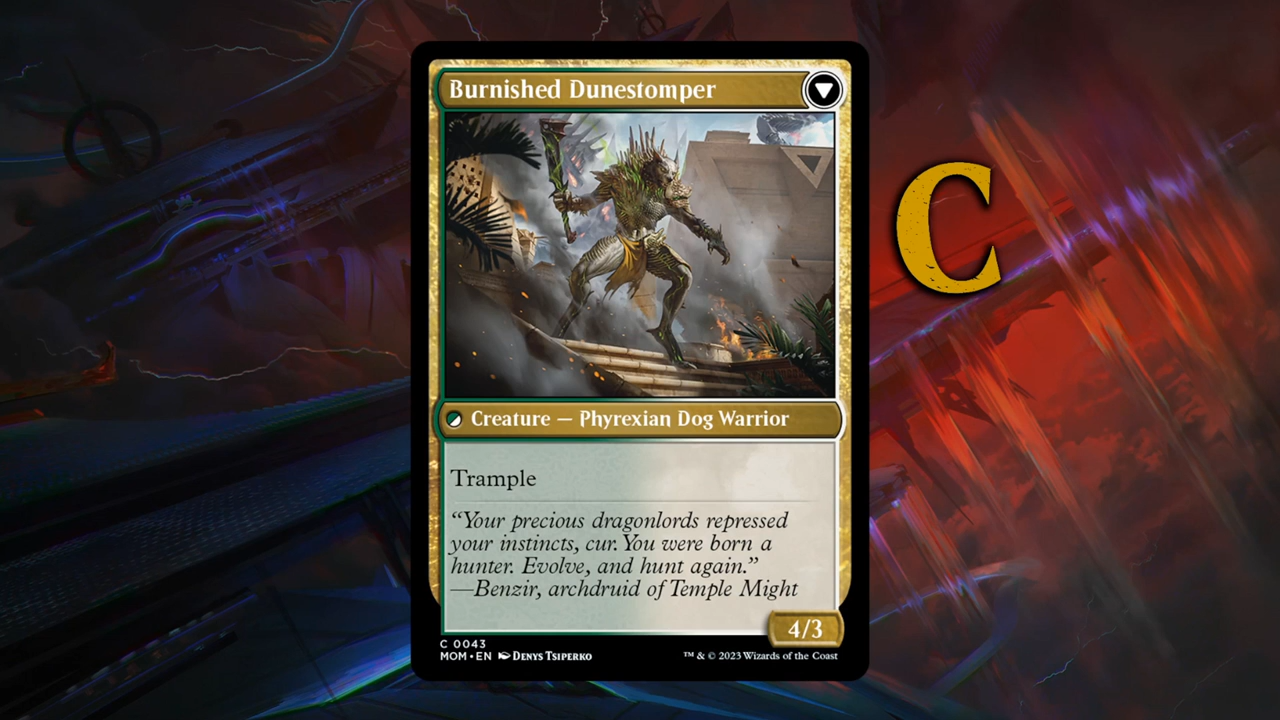 Burnished Dunestomper
C
Creature — Phyrexian Dog Warrior
Trample
“Your precious dragonlords repressed
your instincts, cur. You were born a
hunter. Evolve, and hunt again.”
—Benzir, archdruid of Temple Might
4/3
C 0043
MOM • EN Denys Tsiperko
™ & © 2023 Wizards of the Coast